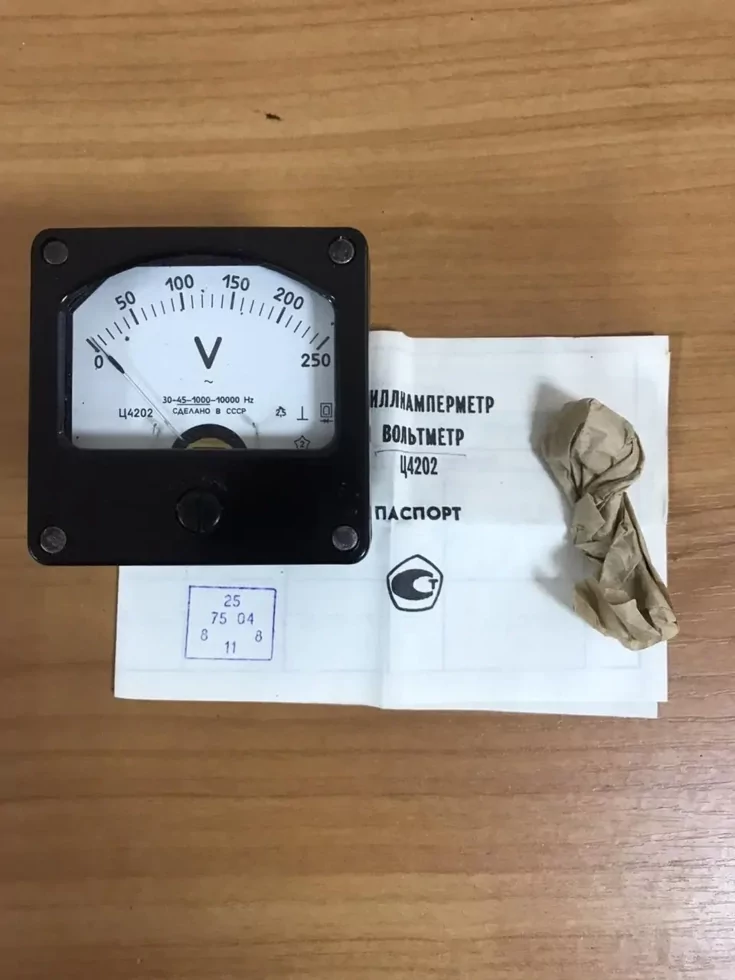 0 50 100 150 200 250
V
~
30-45-1000-10000 Hz
Ц4202 СДЕЛАНО В СССР
2
ИЛЛИАМПЕРМЕТР
ВОЛЬТМЕТР
Ц4202
ПАСПОРТ
Т
25
75 04
8 8
11